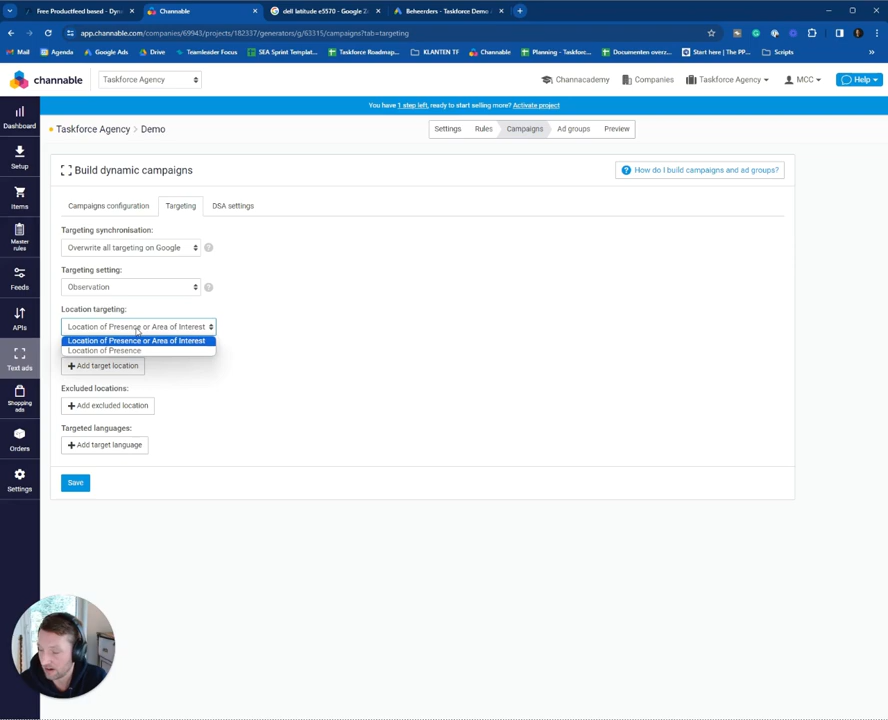 Free Productfeed based - Dyna
Channable
dell latitude e5570 - Google Z
Beheerders - Taskforce Demo -
app.channable.com/companies/69943/projects/182337/generators/g/63315/campaigns?tab=targeting
Mail
Agenda
Google Ads
Drive
Teamleader Focus
SEA Sprint Templat...
Taskforce Roadmap...
KLANTEN TF
Channable
Planning - Taskforc...
Documenten overz...
Start here | The PP...
Scripts
channable
Taskforce Agency
Channacademy
Companies
Taskforce Agency
MCC
Help
You have 1 step left, ready to start selling more? Activate project
Dashboard
Setup
Items
Master rules
Feeds
APIs
Text ads
Shopping ads
Orders
Settings
Taskforce Agency > Demo
Settings
Rules
Campaigns
Ad groups
Preview
Build dynamic campaigns
How do I build campaigns and ad groups?
Campaigns configuration
Targeting
DSA settings
Targeting synchronisation:
Overwrite all targeting on Google
Targeting setting:
Observation
Location targeting:
Location of Presence or Area of Interest
Location of Presence or Area of Interest
Location of Presence
Add target location
Excluded locations:
Add excluded location
Targeted languages:
Add target language
Save